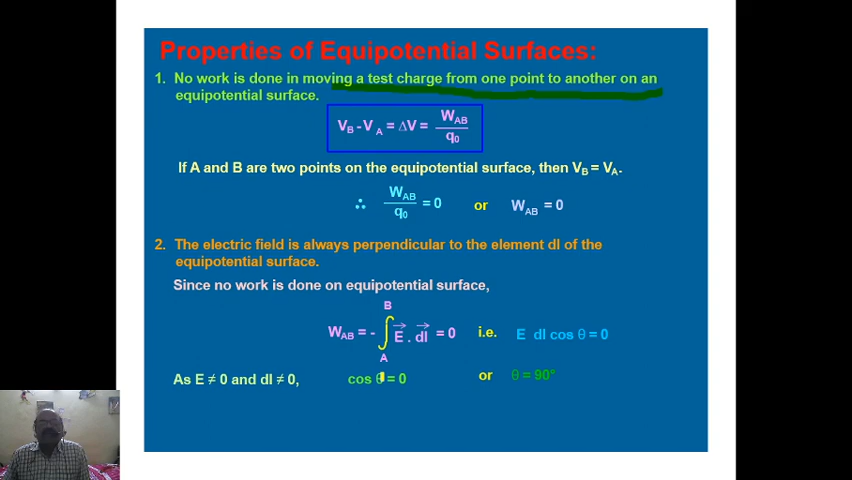 Properties of Equipotential Surfaces:
1. No work is done in moving a test charge from one point to another on an
equipotential surface.
V_B - V_A = ∆V = W_AB / q_0
If A and B are two points on the equipotential surface, then V_B = V_A.
∴ W_AB / q_0 = 0 or W_AB = 0
2. The electric field is always perpendicular to the element dl of the
equipotential surface.
Since no work is done on equipotential surface,
W_AB = - ∫_A^B E⃗ . dl⃗ = 0 i.e. E dl cos θ = 0
As E ≠ 0 and dl ≠ 0, cos θ = 0 or θ = 90°